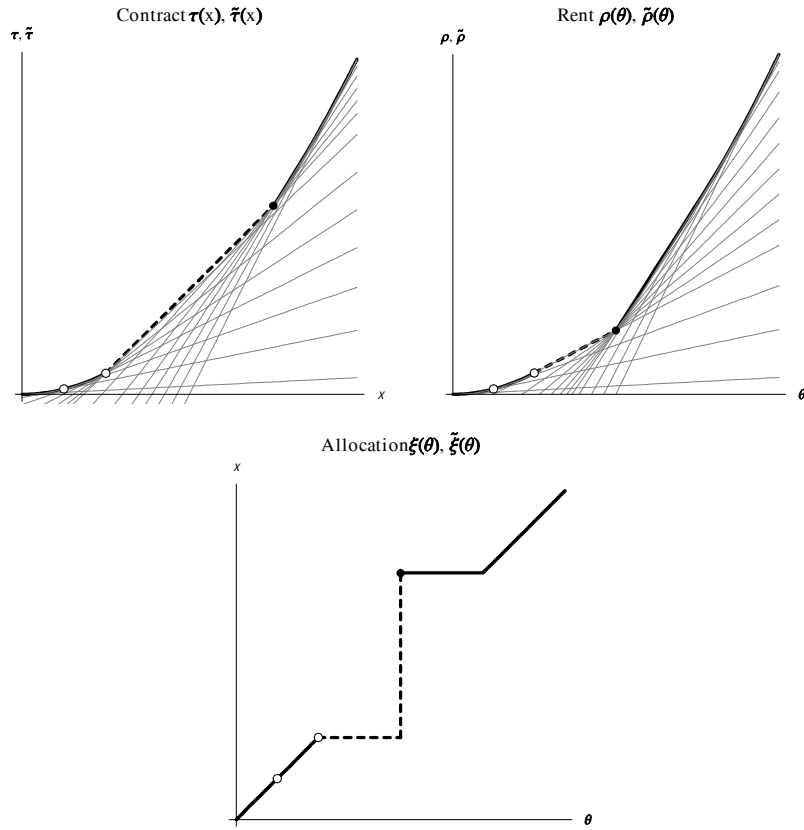 Contract τ(x), τ̃(x)
τ, τ̃
x
Rent ρ(θ), ρ̃(θ)
ρ, ρ̃
θ
Allocation ξ(θ), ξ̃(θ)
x
θ